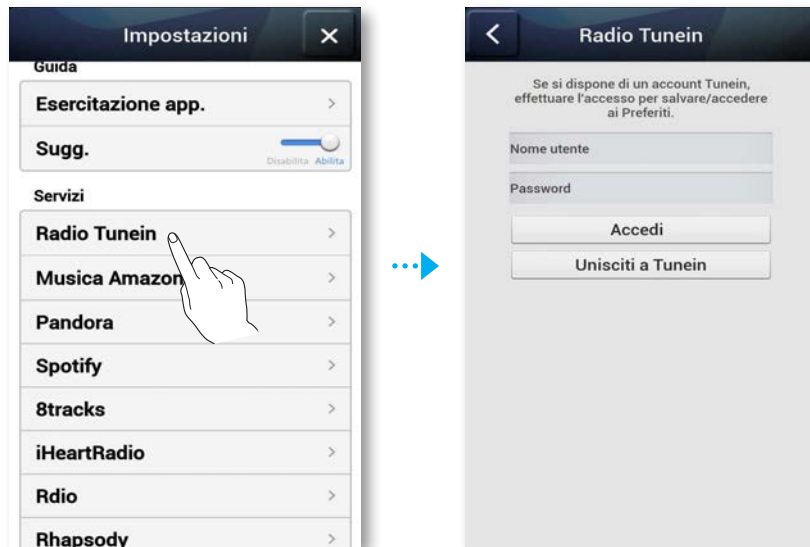 Impostazioni
Guida
Esercitazione app.
Sugg.
Disabilita Abilita
Servizi
Radio Tunein
Musica Amazon
Pandora
Spotify
8tracks
iHeartRadio
Rdio
Rhapsody
Radio Tunein
Se si dispone di un account Tunein,
effettuare l'accesso per salvare/accedere
ai Preferiti.
Nome utente
Password
Accedi
Unisciti a Tunein